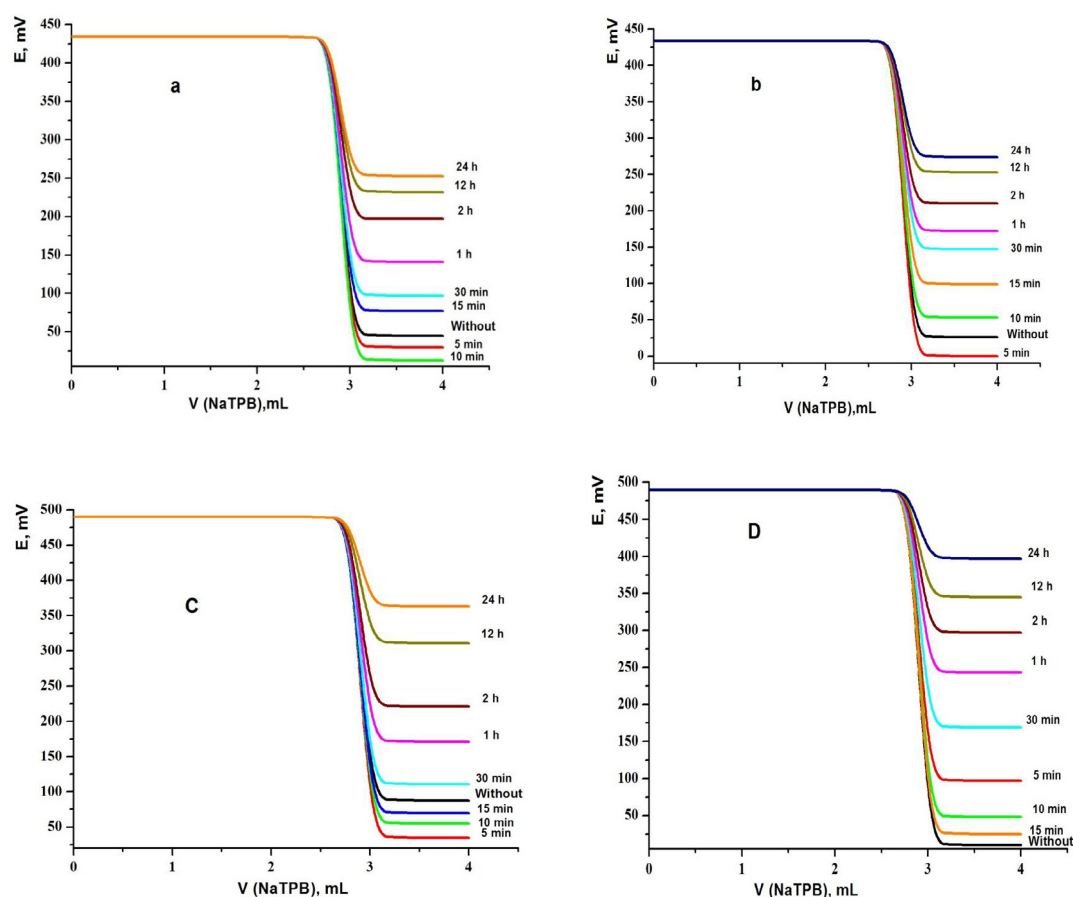 E, mV
450
400
350
300
250
200
150
100
50
a
24 h
12 h
2 h
1 h
30 min
15 min
Without
5 min
10 min
0
1
2
3
4
V (NaTPB),mL
E, mV
450
400
350
300
250
200
150
100
50
0
b
24 h
12 h
2 h
1 h
30 min
15 min
10 min
Without
5 min
0
1
2
3
4
V (NaTPB),mL
E, mV
500
450
400
350
300
250
200
150
100
50
C
24 h
12 h
2 h
1 h
30 min
Without
15 min
10 min
5 min
0
1
2
3
4
V (NaTPB), mL
E, mV
500
450
400
350
300
250
200
150
100
50
D
24 h
12 h
2 h
1 h
30 min
5 min
10 min
15 min
Without
0
1
2
3
4
V (NaTPB), mL